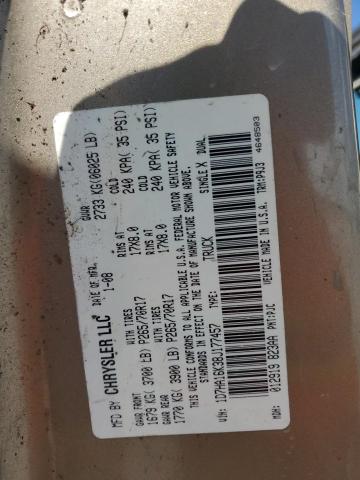 MFD BY CHRYSLER LLC DATE OF MFR. 1-08 GVWR 2733 KG(06025 LB)
GAWR FRONT WITH TIRES RIMS AT COLD
1679 KG( 3700 LB) P265/70R17 17X8.0 240 KPA( 35 PSI)
GAWR REAR WITH TIRES RIMS AT COLD
1770 KG( 3900 LB) P265/70R17 17X8.0 240 KPA( 35 PSI)
THIS VEHICLE CONFORMS TO ALL APPLICABLE U.S.A. FEDERAL MOTOR VEHICLE SAFETY
STANDARDS IN EFFECT ON THE DATE OF MANUFACTURE SHOWN ABOVE.
VIN: 1D7HA16K38J177457 TYPE: TRUCK SINGLE X DUAL
MDH: 012919 8234A PNT:PJC VEHICLE MADE IN U.S.A. TRM:P9J3 4648503